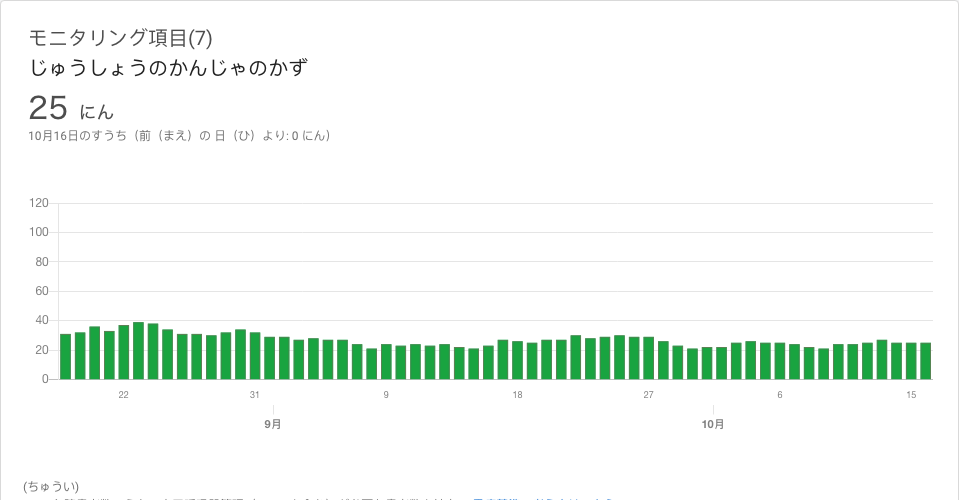 モニタリング項目(7)
じゅうしょうのかんじゃのかず
25 にん
10月16日のすうち（前（まえ）の 日（ひ）より: 0 にん）
120
100
80
60
40
20
0
22 31 9 18 27 6 15
9月 10月
(ちゅうい)